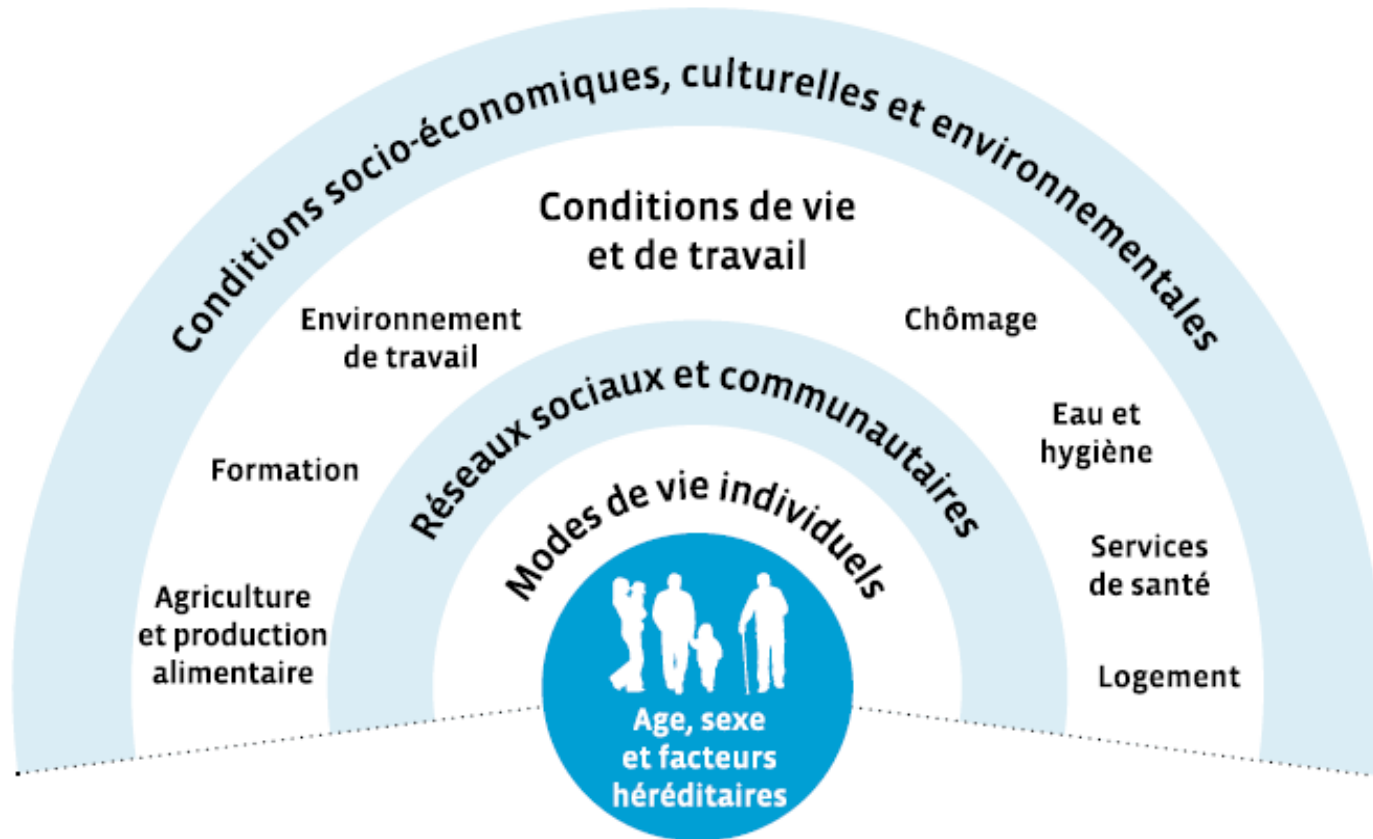 Conditions socio-économiques, culturelles et environnementales
Conditions de vie
et de travail
Environnement
de travail
Chômage
Réseaux sociaux et communautaires
Eau et
hygiène
Formation
Modes de vie individuels
Services
de santé
Agriculture
et production
alimentaire
Logement
Age, sexe
et facteurs
héréditaires